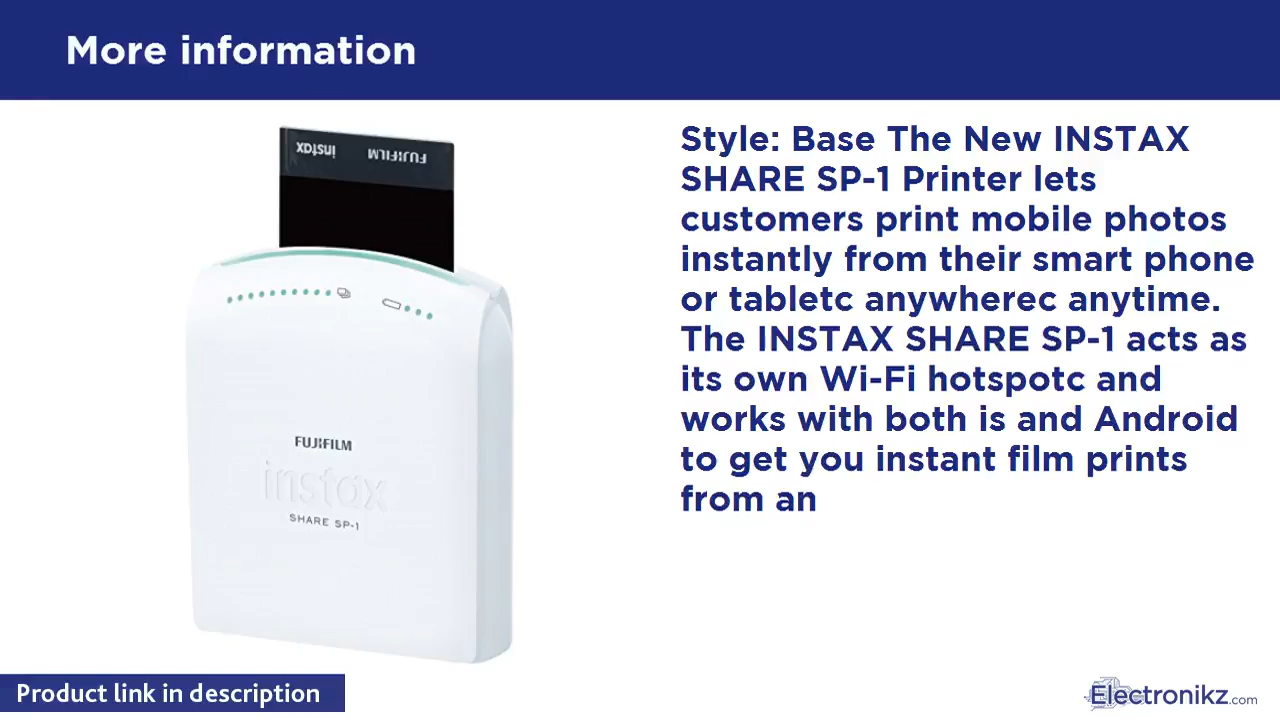 More information
instax FUJIFILM
FUJIFILM
instax
SHARE SP-1
Style: Base The New INSTAX
SHARE SP-1 Printer lets
customers print mobile photos
instantly from their smart phone
or tabletc anywherec anytime.
The INSTAX SHARE SP-1 acts as
its own Wi-Fi hotspotc and
works with both is and Android
to get you instant film prints
from an
Product link in description
Electronikz.com